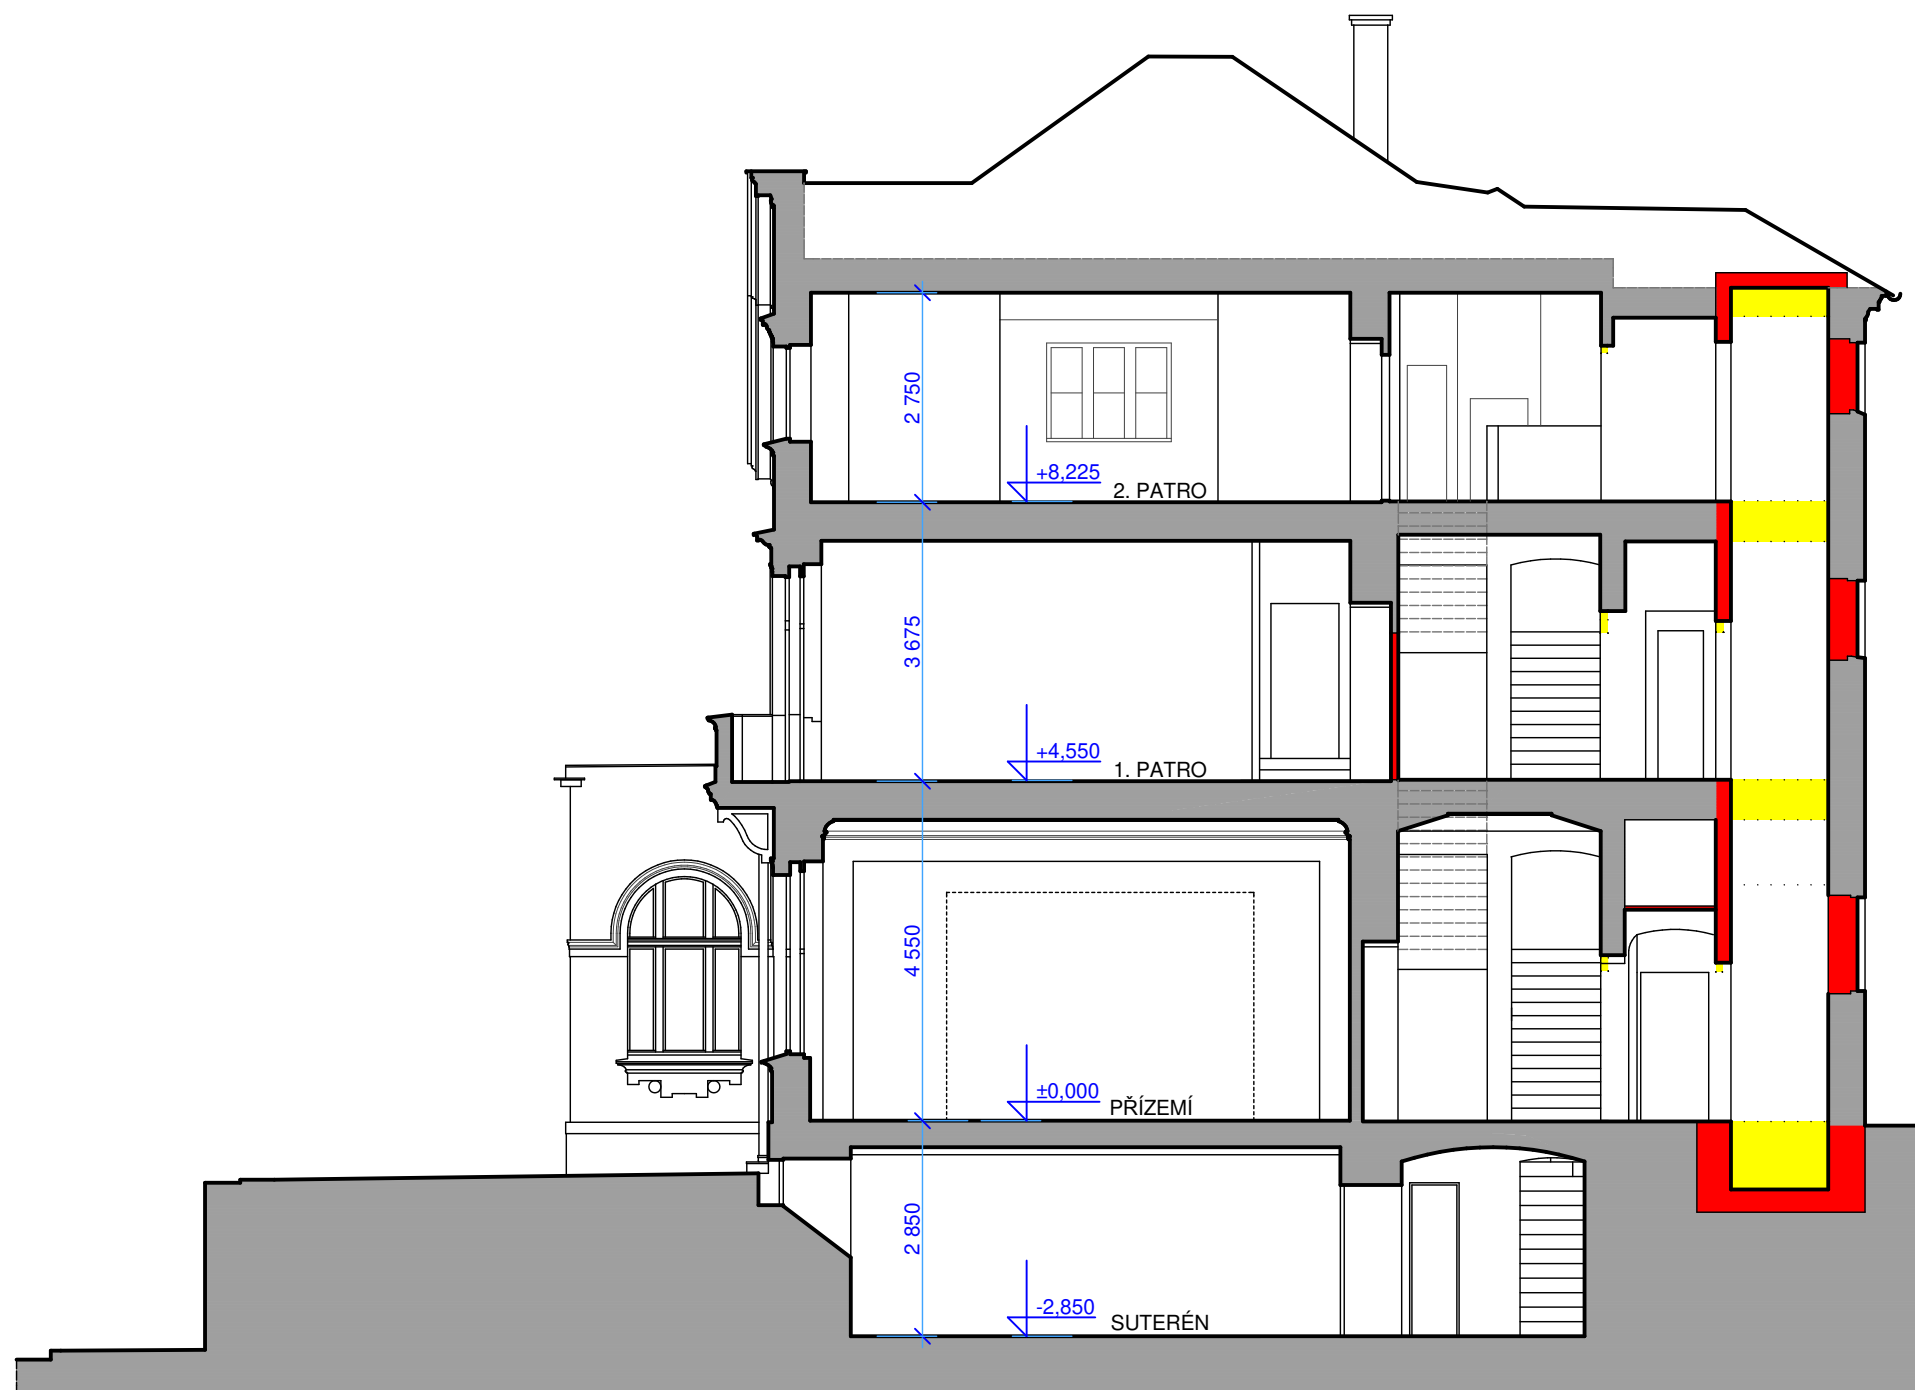 2 750
+8,225
2. PATRO
3 675
+4,550
1. PATRO
4 550
±0,000
PŘÍZEMÍ
2 850
-2,850
SUTERÉN